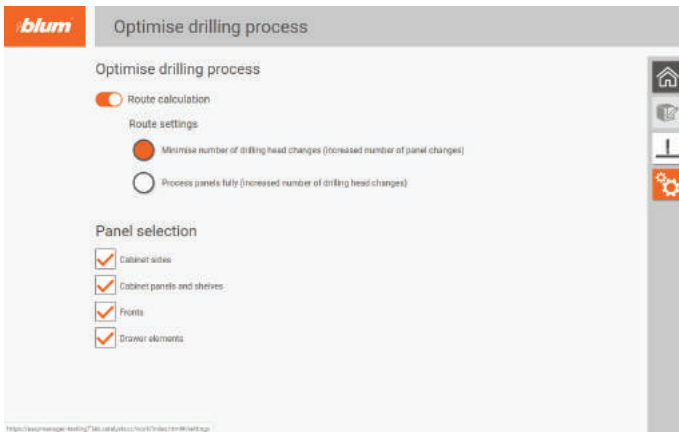 blum
Optimise drilling process
Optimise drilling process
Route calculation
Route settings
Minimise number of drilling head changes (increased number of panel changes)
Process panels fully (increased number of drilling head changes)
Panel selection
Cabinet sides
Cabinet panels and shelves
Fronts
Drawer elements